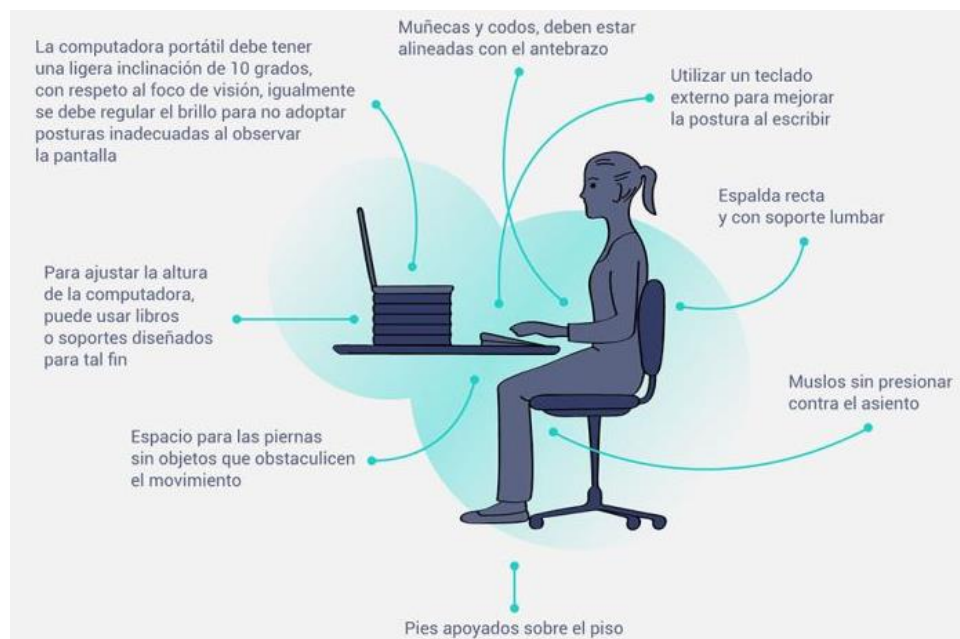 La computadora portátil debe tener
una ligera inclinación de 10 grados,
con respeto al foco de visión, igualmente
se debe regular el brillo para no adoptar
posturas inadecuadas al observar
la pantalla
Muñecas y codos, deben estar
alineadas con el antebrazo
Utilizar un teclado
externo para mejorar
la postura al escribir
Espalda recta
y con soporte lumbar
Para ajustar la altura
de la computadora,
puede usar libros
o soportes diseñados
para tal fin
Muslos sin presionar
contra el asiento
Espacio para las piernas
sin objetos que obstaculicen
el movimiento
Pies apoyados sobre el piso